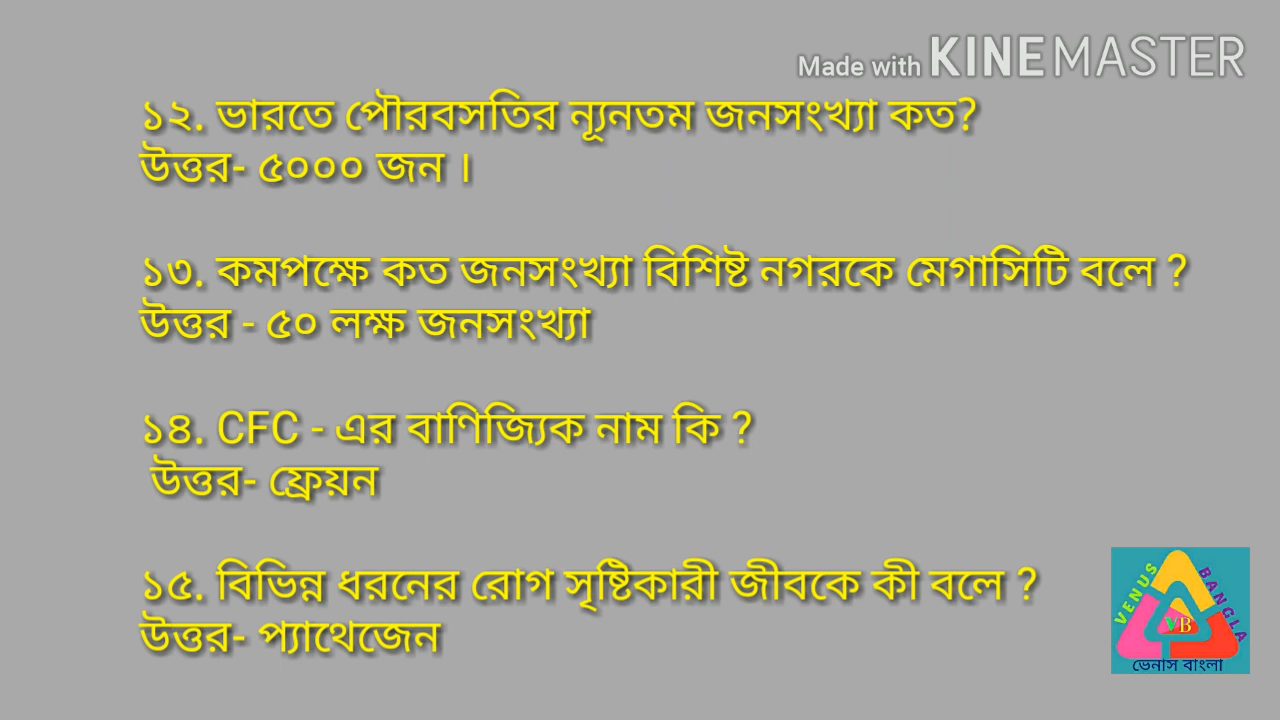 Made with KINEMASTER
১২. ভারতে পৌরবসতির ন্যূনতম জনসংখ্যা কত?
উত্তর- ৫০০০ জন ।
১৩. কমপক্ষে কত জনসংখ্যা বিশিষ্ট নগরকে মেগাসিটি বলে ?
উত্তর - ৫০ লক্ষ জনসংখ্যা
১৪. CFC - এর বাণিজ্যিক নাম কি ?
উত্তর- ফ্রেয়ন
১৫. বিভিন্ন ধরনের রোগ সৃষ্টিকারী জীবকে কী বলে ?
উত্তর- প্যাথেজেন
VENUS BANGLA
VB
ভেনাস বাংলা